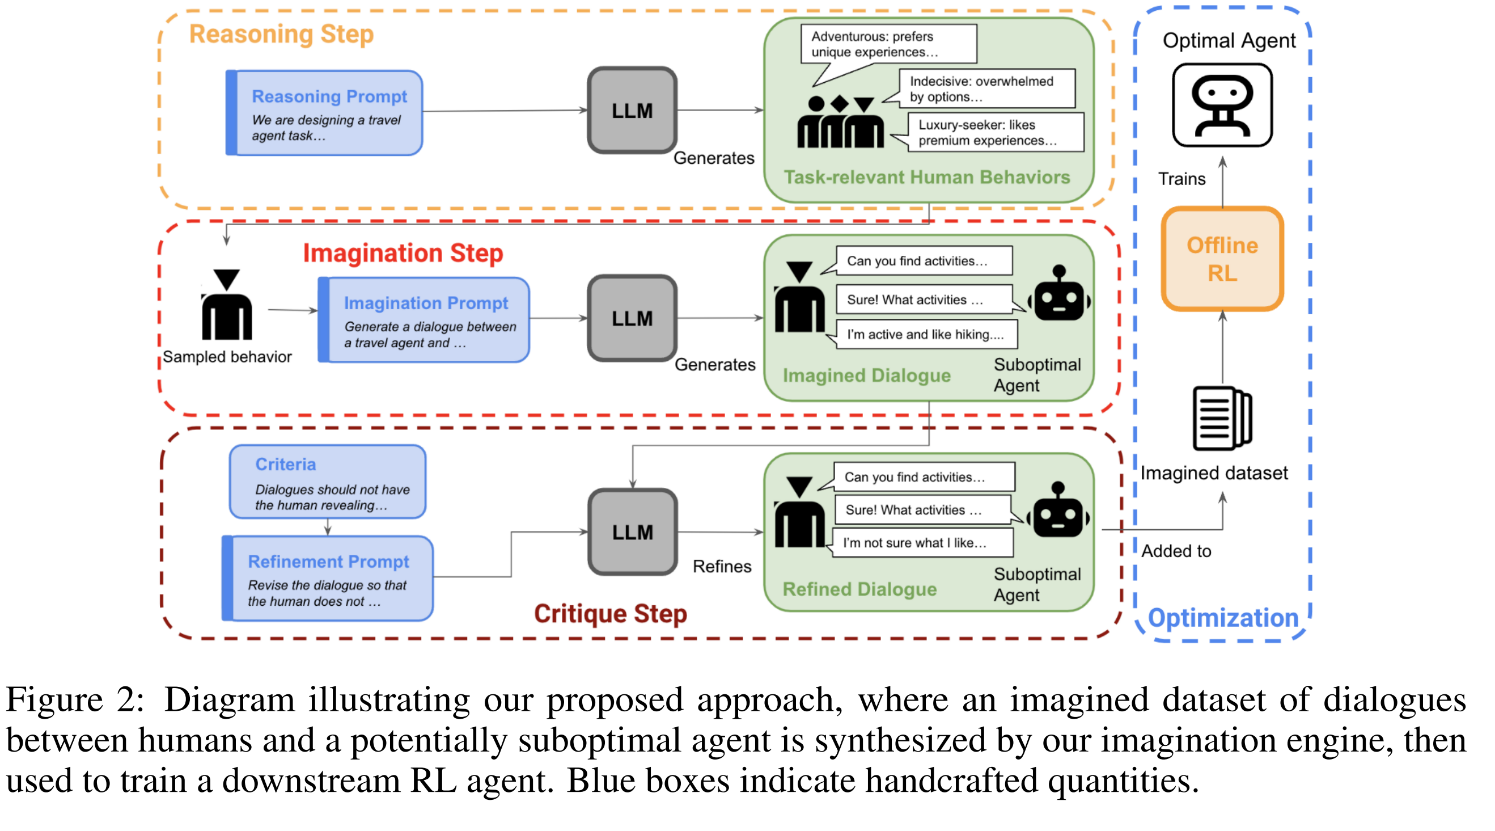 Reasoning Step
Reasoning Prompt
We are designing a travel
agent task…
LLM
Generates
Adventurous: prefers
unique experiences…
Indecisive: overwhelmed
by options…
Luxury-seeker: likes
premium experiences…
Task-relevant Human Behaviors
Imagination Step
Sampled behavior
Imagination Prompt
Generate a dialogue between
a travel agent and …
LLM
Generates
Can you find activities…
Sure! What activities …
I'm active and like hiking....
Imagined Dialogue
Suboptimal
Agent
Criteria
Dialogues should not have
the human revealing…
Refinement Prompt
Revise the dialogue so that
the human does not …
LLM
Refines
Critique Step
Can you find activities…
Sure! What activities …
I'm not sure what I like…
Refined Dialogue
Suboptimal
Agent
Optimal Agent
Trains
Offline
RL
Imagined dataset
Added to
Optimization
Figure 2: Diagram illustrating our proposed approach, where an imagined dataset of dialogues
between humans and a potentially suboptimal agent is synthesized by our imagination engine, then
used to train a downstream RL agent. Blue boxes indicate handcrafted quantities.